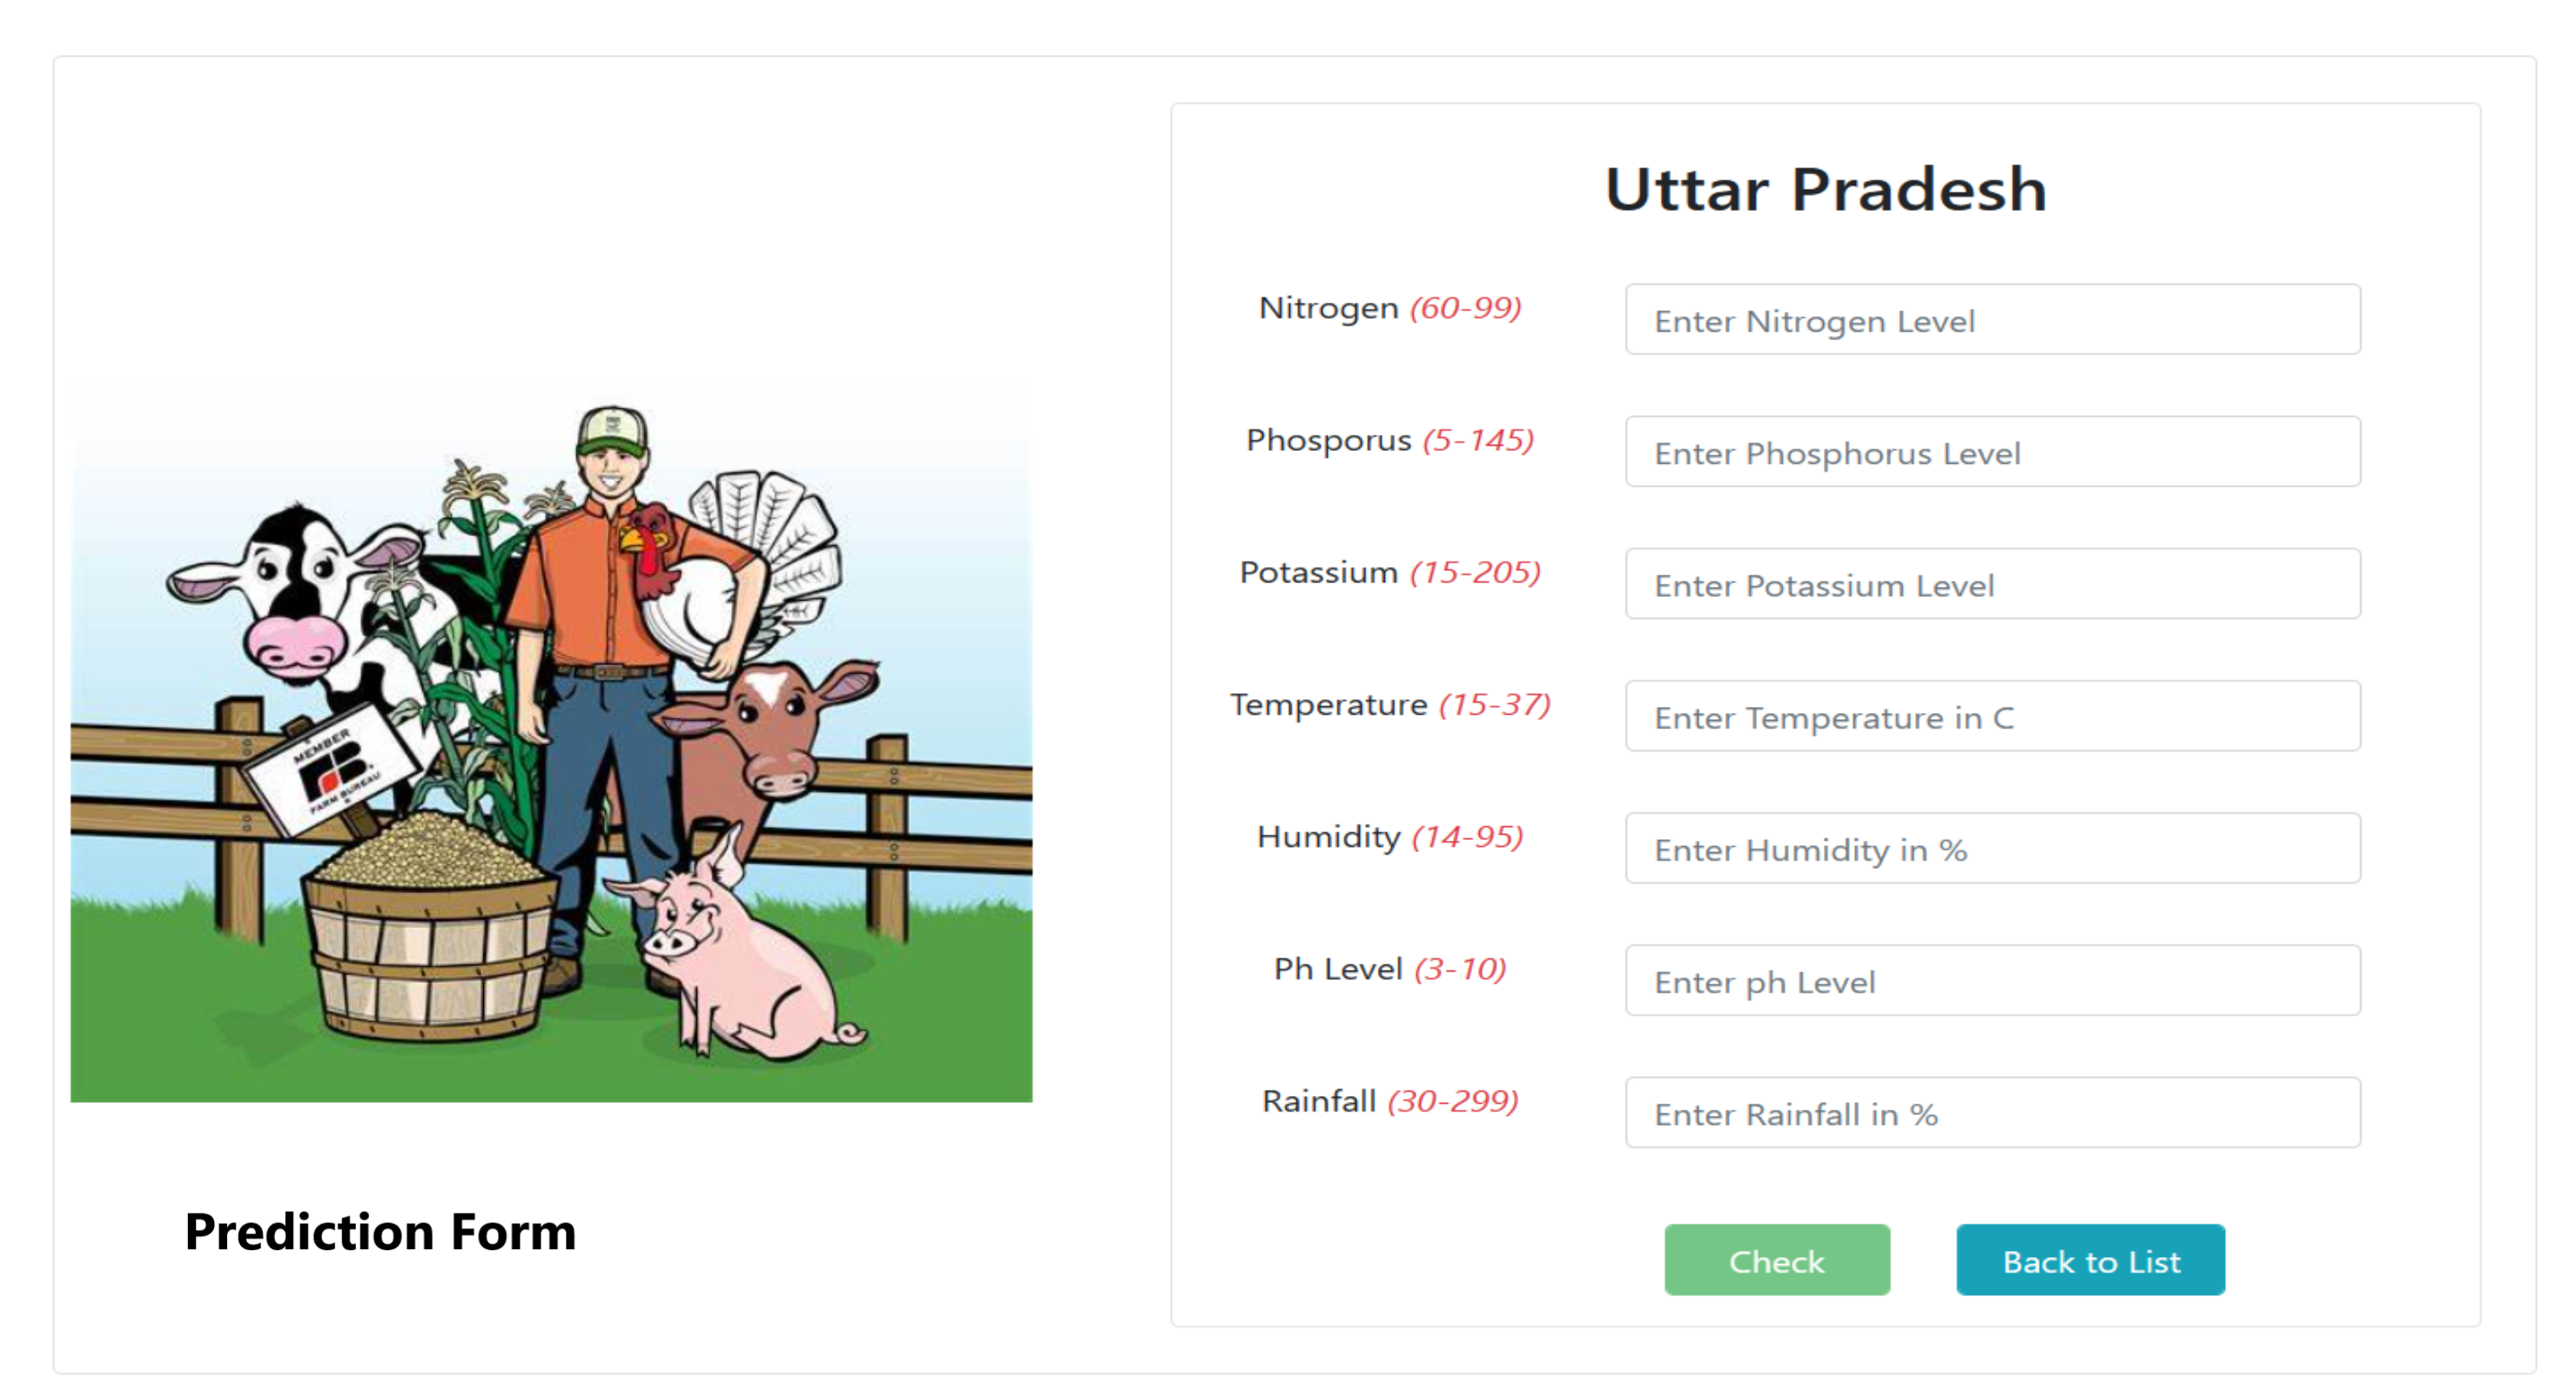 Uttar Pradesh
Nitrogen (60-99)
Enter Nitrogen Level
Phosporus (5-145)
Enter Phosphorus Level
Potassium (15-205)
Enter Potassium Level
Temperature (15-37)
Enter Temperature in C
Humidity (14-95)
Enter Humidity in %
Ph Level (3-10)
Enter ph Level
Rainfall (30-299)
Enter Rainfall in %
Check
Back to List
MEMBER
FB
FARM BUREAU
Prediction Form